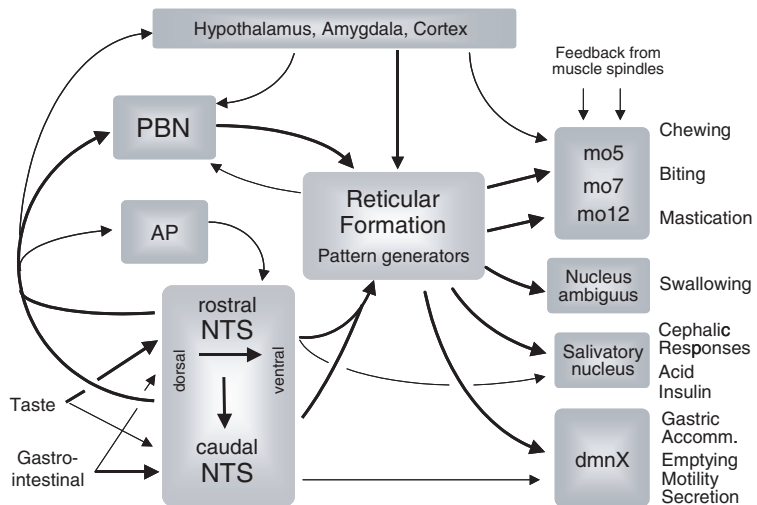 Hypothalamus, Amygdala, Cortex
Feedback from
muscle spindles
PBN
mo5
mo7
mo12
Chewing
Biting
Mastication
Reticular
Formation
Pattern generators
AP
Nucleus
ambiguus
Swallowing
rostral
NTS
dorsal
ventral
caudal
NTS
Salivatory
nucleus
Cephalic
Responses
Acid
Insulin
Taste
Gastro-
intestinal
dmnX
Gastric
Accomm.
Emptying
Motility
Secretion